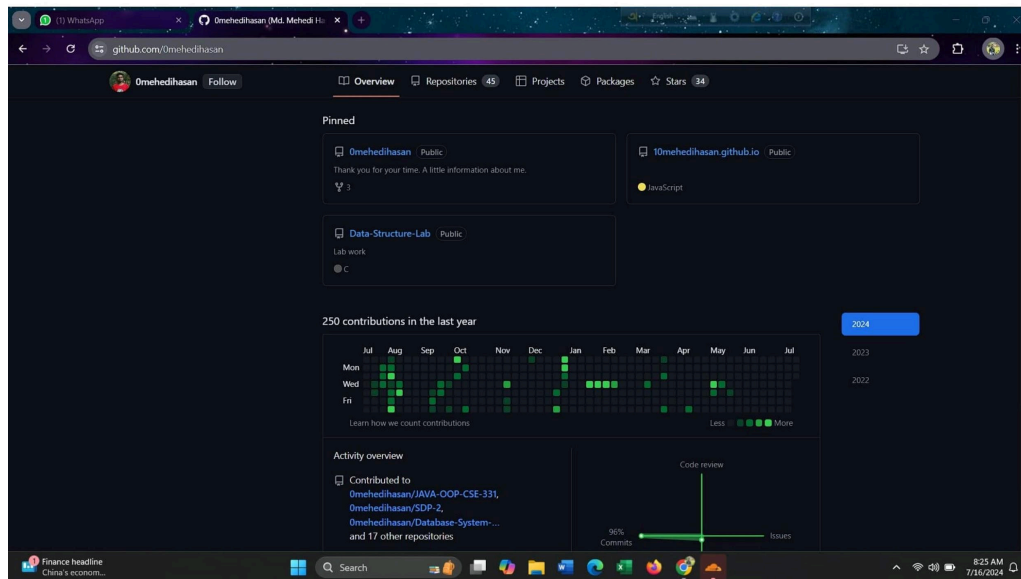 (1) WhatsApp
0mehedihasan (Md. Mehedi Ha
github.com/0mehedihasan
0mehedihasan Follow
Overview Repositories 45 Projects Packages Stars 34
Pinned
0mehedihasan Public
Thank you for your time. A little information about me.
3
10mehedihasan.github.io Public
JavaScript
Data-Structure-Lab Public
Lab work
C
250 contributions in the last year
2024
2023
2022
Jul Aug Sep Oct Nov Dec Jan Feb Mar Apr May Jun Jul
Mon
Wed
Fri
Learn how we count contributions
Less More
Activity overview
Contributed to
0mehedihasan/JAVA-OOP-CSE-331,
0mehedihasan/SDP-2,
0mehedihasan/Database-System-...
and 17 other repositories
Code review
96%
Commits
Issues
Finance headline
China's econom...
Search
8:25 AM
7/16/2024